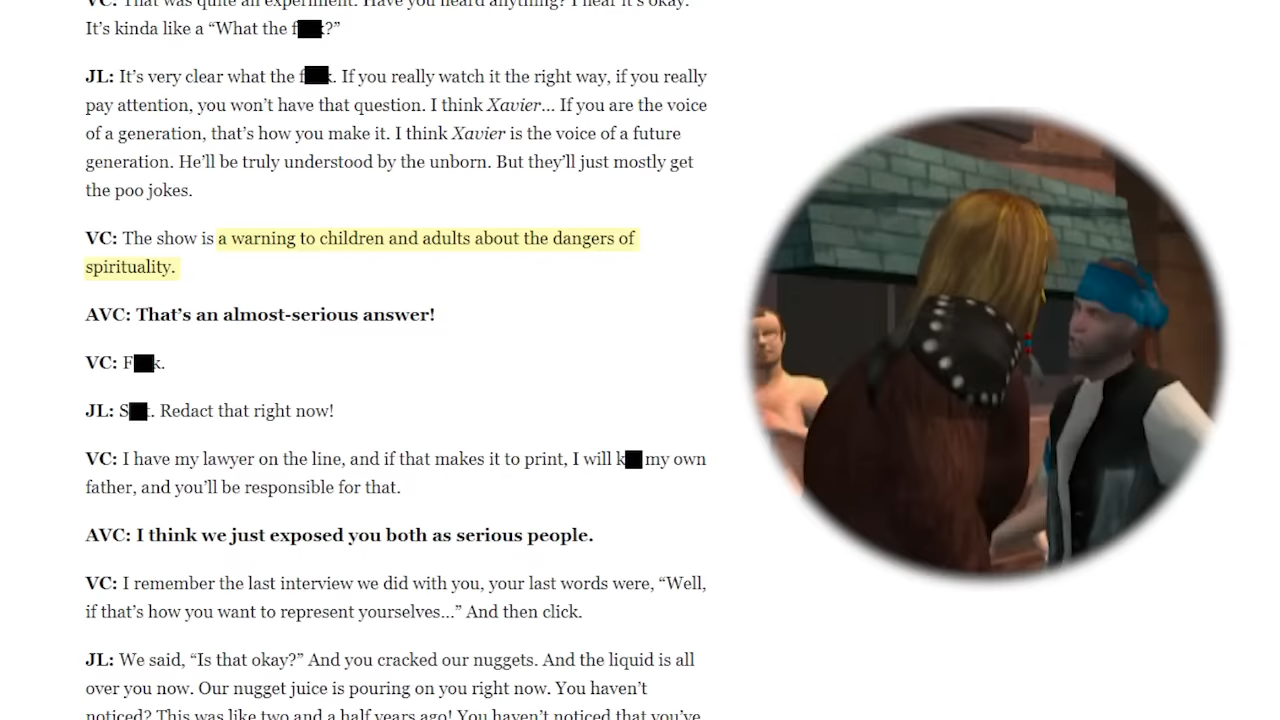 VC: That was quite an experiment. Have you heard anything? I hear it's okay.
It's kinda like a “What the f█k?”
JL: It’s very clear what the f█k. If you really watch it the right way, if you really
pay attention, you won’t have that question. I think Xavier... If you are the voice
of a generation, that’s how you make it. I think Xavier is the voice of a future
generation. He’ll be truly understood by the unborn. But they’ll just mostly get
the poo jokes.
VC: The show is a warning to children and adults about the dangers of
spirituality.
AVC: That’s an almost-serious answer!
VC: F█k.
JL: S█t. Redact that right now!
VC: I have my lawyer on the line, and if that makes it to print, I will k█ my own
father, and you’ll be responsible for that.
AVC: I think we just exposed you both as serious people.
VC: I remember the last interview we did with you, your last words were, “Well,
if that’s how you want to represent yourselves...” And then click.
JL: We said, “Is that okay?” And you cracked our nuggets. And the liquid is all
over you now. Our nugget juice is pouring on you right now. You haven’t
noticed? This was like two and a half years ago! You haven’t noticed that you’ve